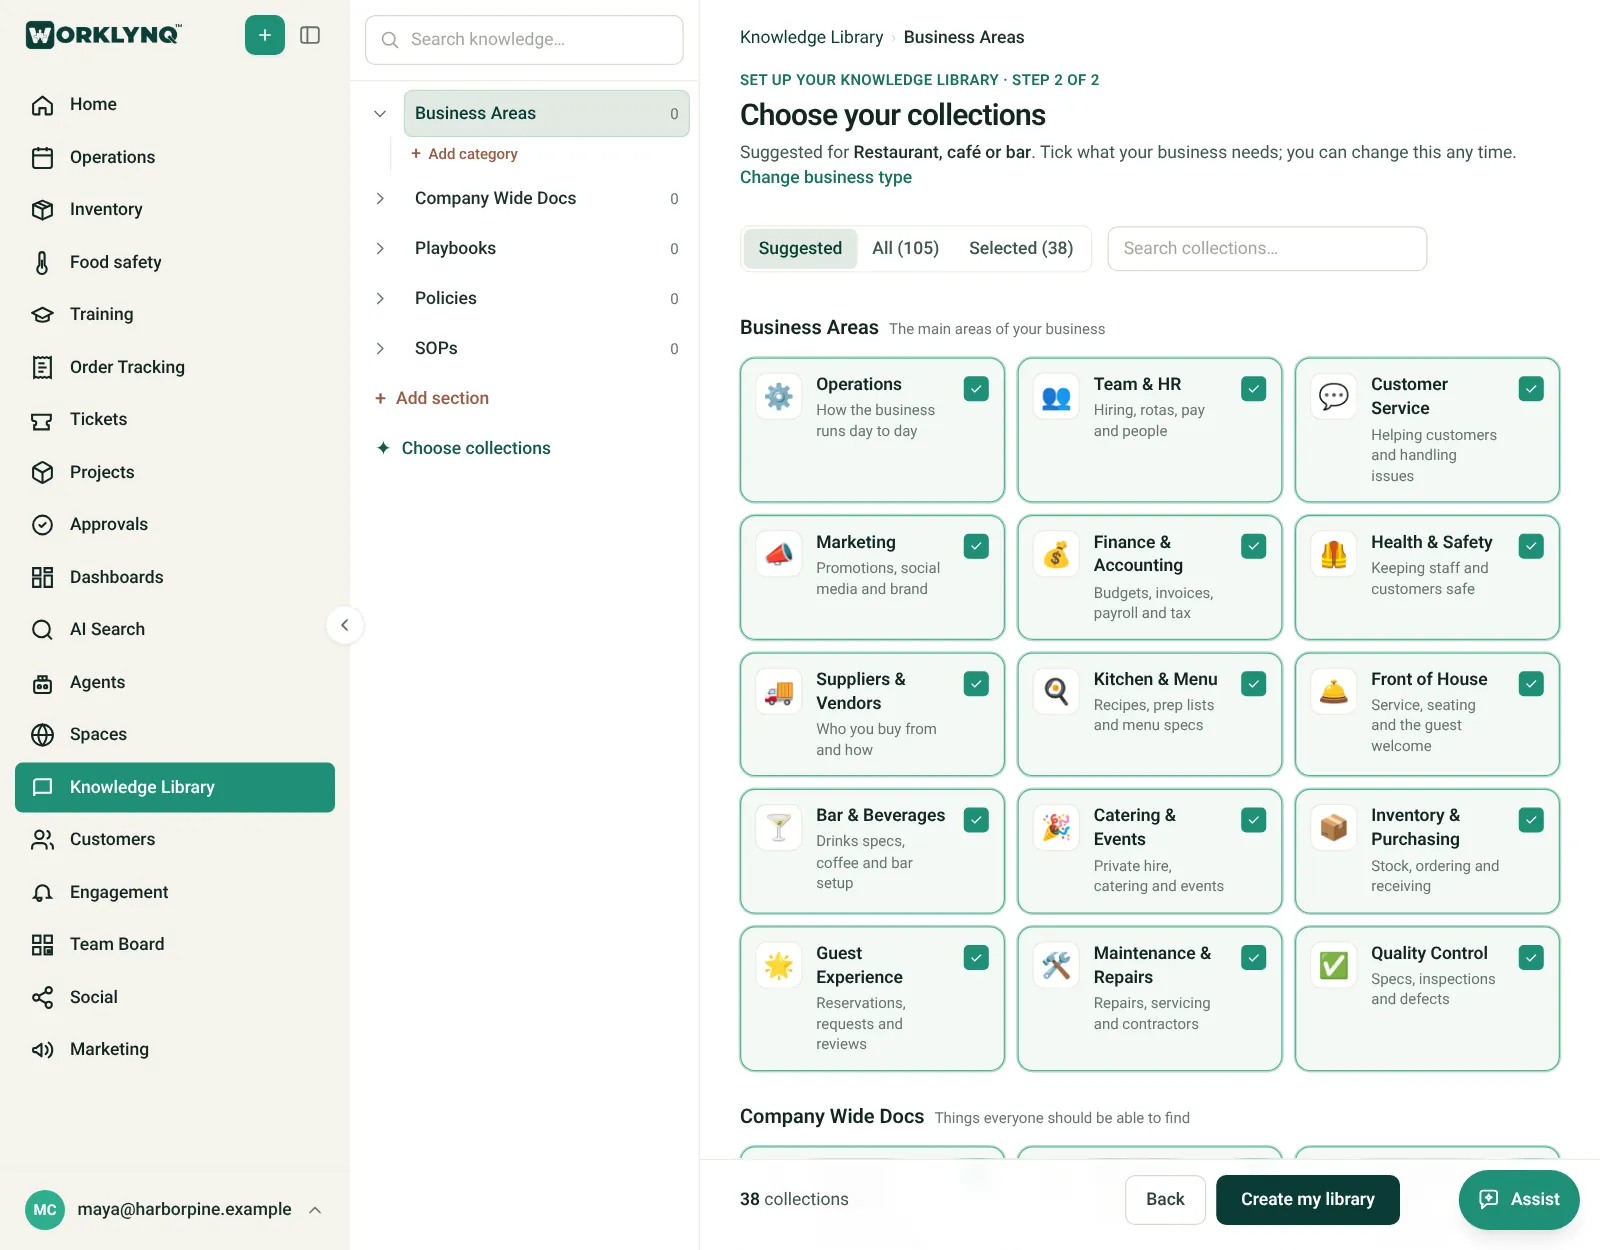 WORKLYNQ™
Home
Operations
Inventory
Food safety
Training
Order Tracking
Tickets
Projects
Approvals
Dashboards
AI Search
Agents
Spaces
Knowledge Library
Customers
Engagement
Team Board
Social
Marketing
MC maya@harborpine.example
Search knowledge...
Business Areas 0
+ Add category
Company Wide Docs 0
Playbooks 0
Policies 0
SOPs 0
+ Add section
Choose collections
Knowledge Library › Business Areas
SET UP YOUR KNOWLEDGE LIBRARY · STEP 2 OF 2
Choose your collections
Suggested for Restaurant, café or bar. Tick what your business needs; you can change this any time.
Change business type
Suggested All (105) Selected (38) Search collections...
Business Areas The main areas of your business
Operations
How the business
runs day to day
Team & HR
Hiring, rotas, pay
and people
Customer
Service
Helping customers
and handling
issues
Marketing
Promotions, social
media and brand
Finance &
Accounting
Budgets, invoices,
payroll and tax
Health & Safety
Keeping staff and
customers safe
Suppliers &
Vendors
Who you buy from
and how
Kitchen & Menu
Recipes, prep lists
and menu specs
Front of House
Service, seating
and the guest
welcome
Bar & Beverages
Drinks specs,
coffee and bar
setup
Catering &
Events
Private hire,
catering and events
Inventory &
Purchasing
Stock, ordering and
receiving
Guest
Experience
Reservations,
requests and
reviews
Maintenance &
Repairs
Repairs, servicing
and contractors
Quality Control
Specs, inspections
and defects
Company Wide Docs Things everyone should be able to find
38 collections
Back
Create my library
Assist